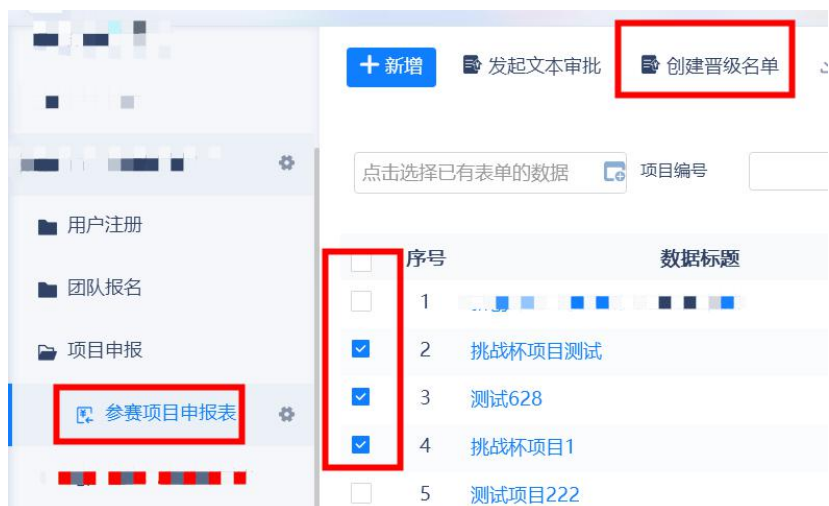 新增 发起文本审批 创建晋级名单
点击选择已有表单的数据 项目编号
用户注册
团队报名
项目申报
参赛项目申报表
序号 数据标题
1
2 挑战杯项目测试
3 测试628
4 挑战杯项目1
5 测试项目222